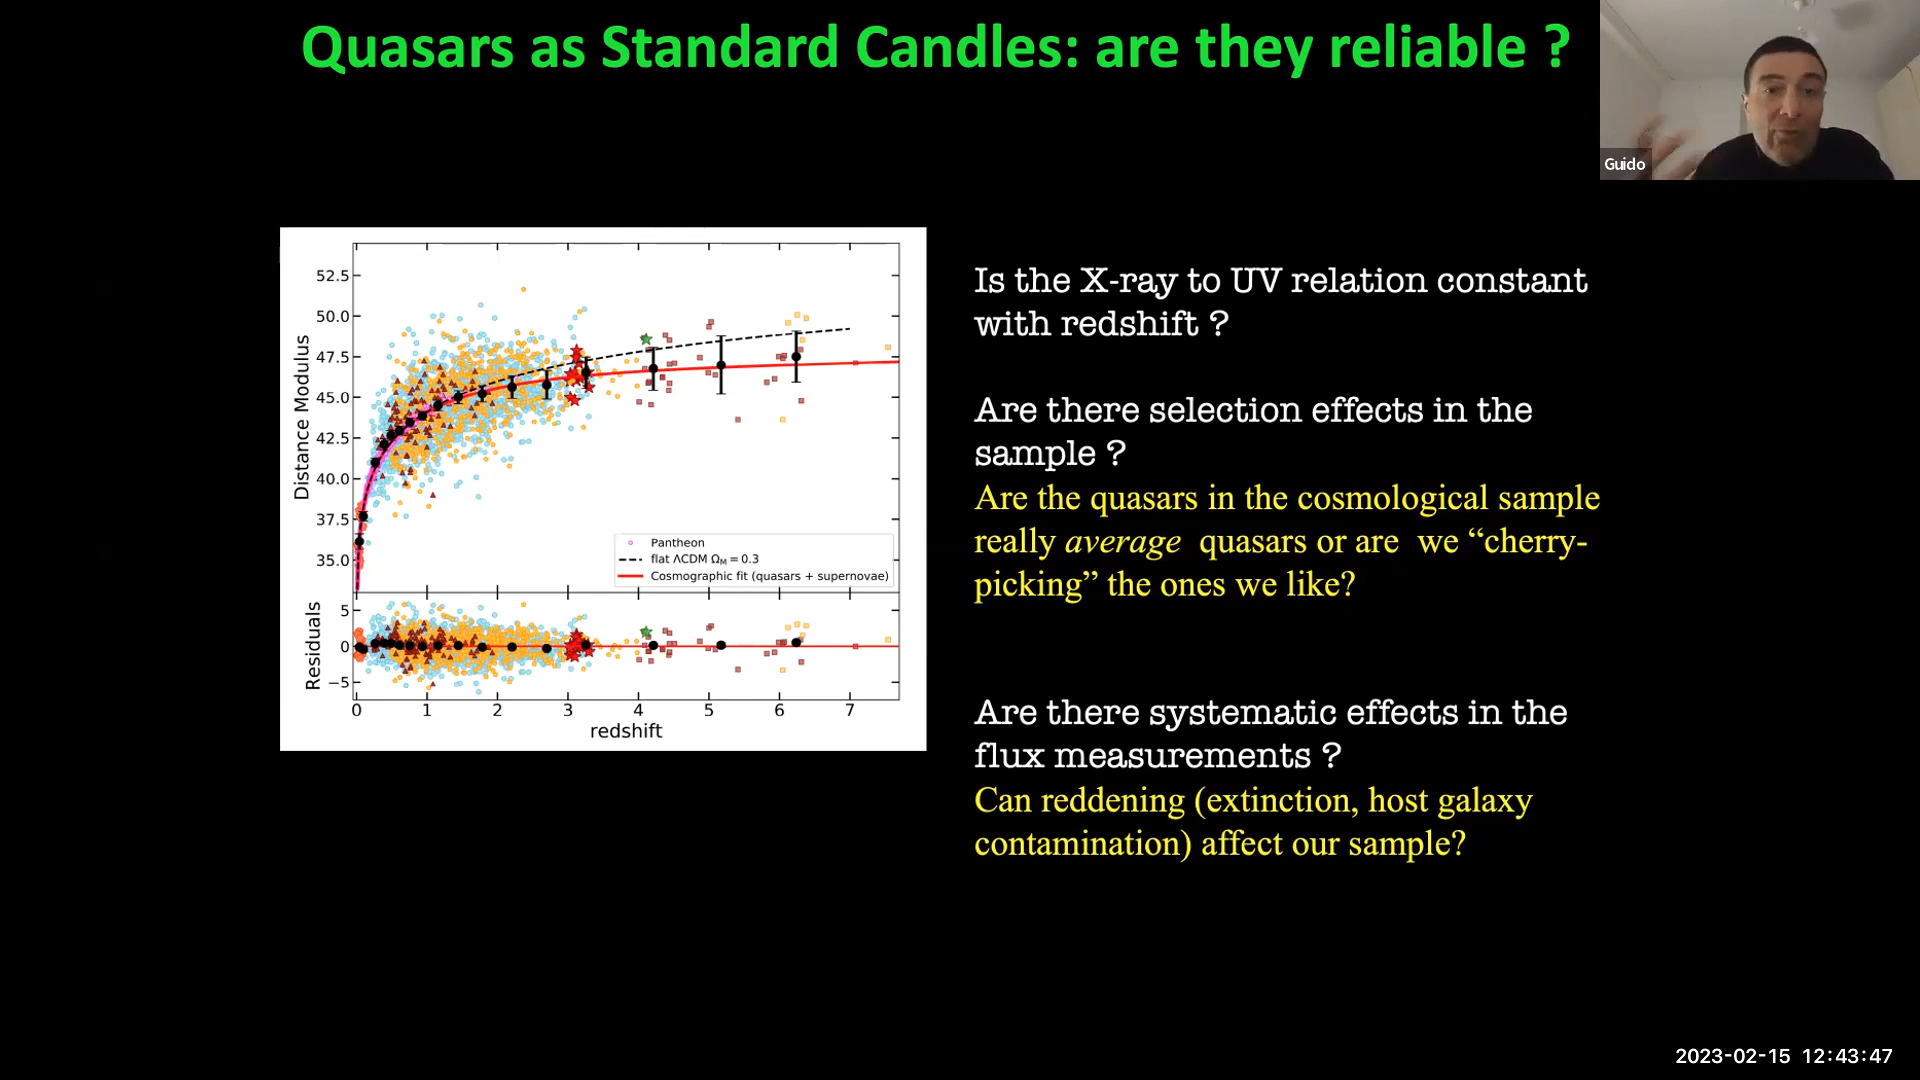 Quasars as Standard Candles: are they reliable ?
Guido
52.5
50.0
47.5
45.0
42.5
40.0
37.5
35.0
Distance Modulus
Pantheon
flat ΛCDM Ω_M = 0.3
Cosmographic fit (quasars + supernovae)
5
0
−5
Residuals
0 1 2 3 4 5 6 7
redshift
Is the X-ray to UV relation constant
with redshift ?
Are there selection effects in the
sample ?
Are the quasars in the cosmological sample
really average quasars or are we “cherry-
picking” the ones we like?
Are there systematic effects in the
flux measurements ?
Can reddening (extinction, host galaxy
contamination) affect our sample?
2023-02-15 12:43:47